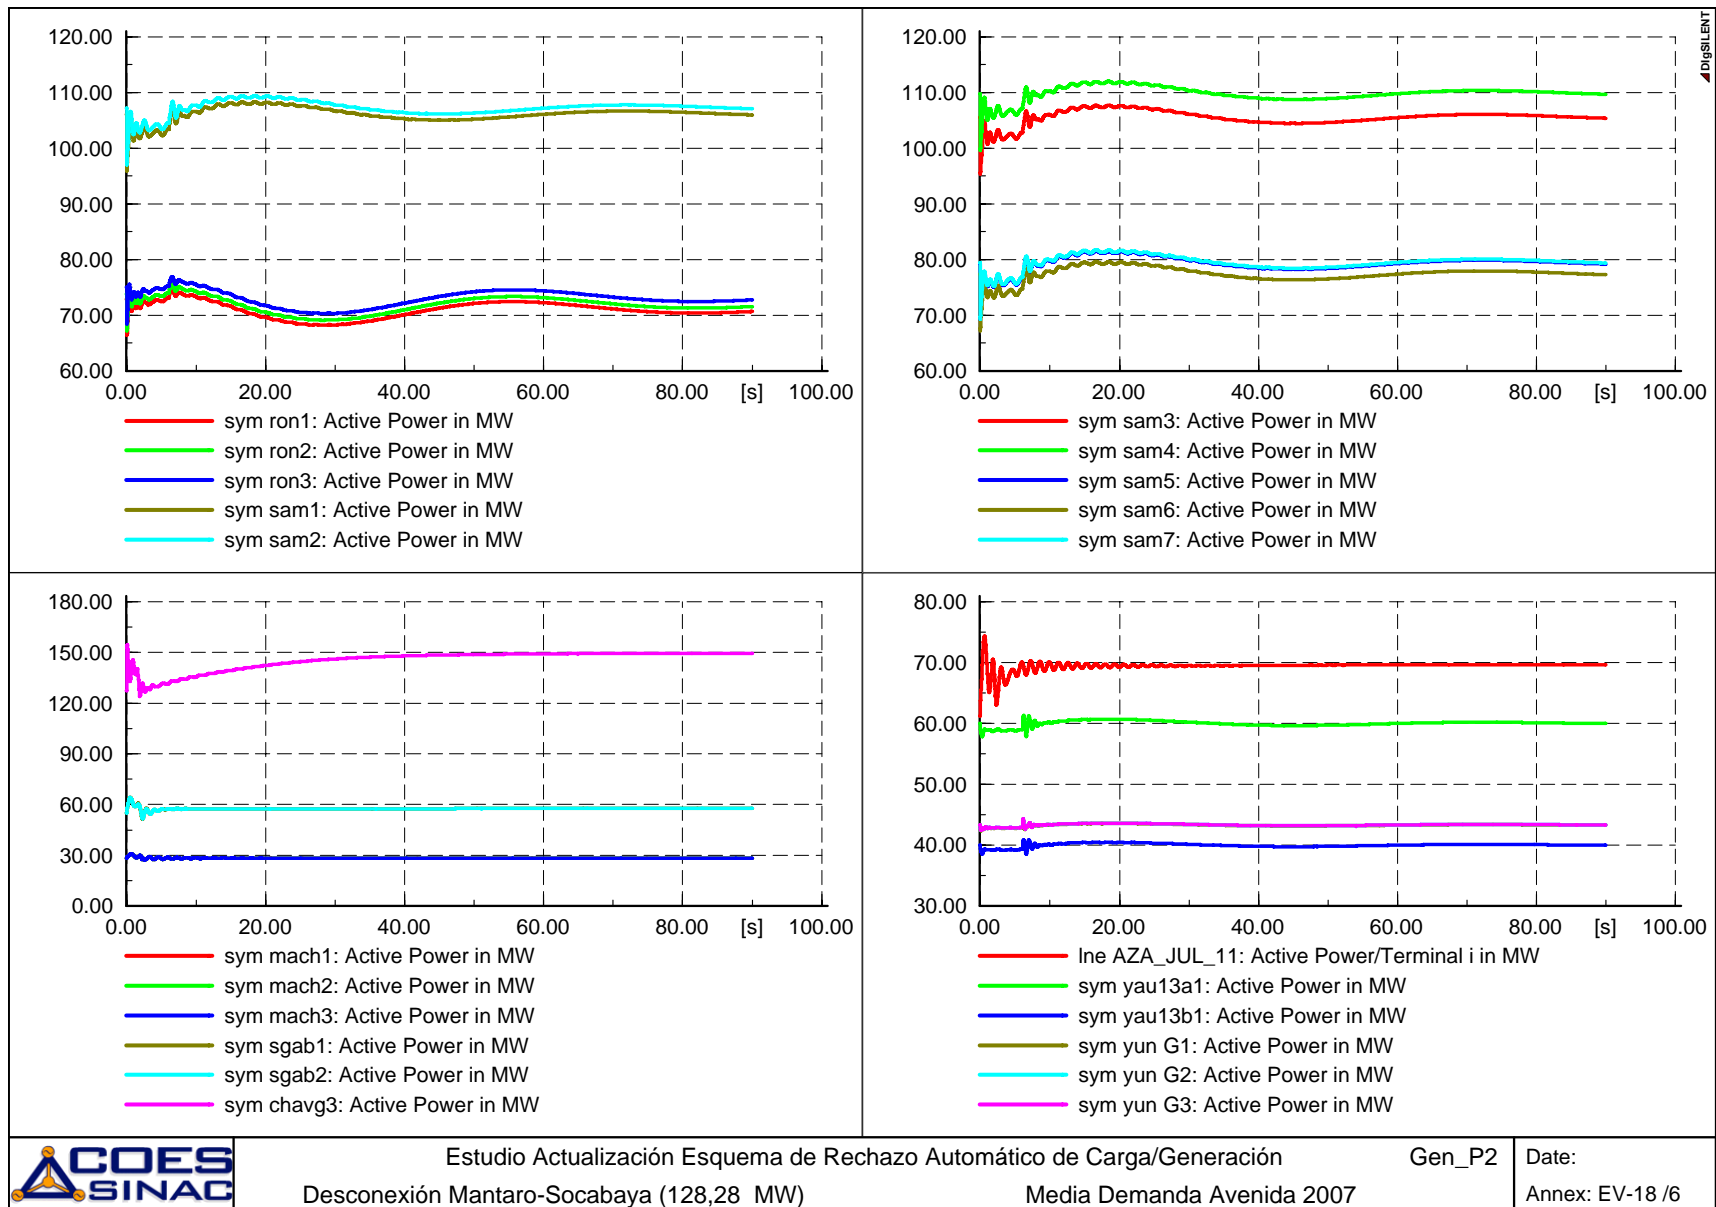 DIgSILENT
120.00
110.00
100.00
90.00
80.00
70.00
60.00
0.00 20.00 40.00 60.00 80.00 [s] 100.00
sym ron1: Active Power in MW
sym ron2: Active Power in MW
sym ron3: Active Power in MW
sym sam1: Active Power in MW
sym sam2: Active Power in MW
120.00
110.00
100.00
90.00
80.00
70.00
60.00
0.00 20.00 40.00 60.00 80.00 [s] 100.00
sym sam3: Active Power in MW
sym sam4: Active Power in MW
sym sam5: Active Power in MW
sym sam6: Active Power in MW
sym sam7: Active Power in MW
180.00
150.00
120.00
90.00
60.00
30.00
0.00
0.00 20.00 40.00 60.00 80.00 [s] 100.00
sym mach1: Active Power in MW
sym mach2: Active Power in MW
sym mach3: Active Power in MW
sym sgab1: Active Power in MW
sym sgab2: Active Power in MW
sym chavg3: Active Power in MW
80.00
70.00
60.00
50.00
40.00
30.00
0.00 20.00 40.00 60.00 80.00 [s] 100.00
lne AZA_JUL_11: Active Power/Terminal i in MW
sym yau13a1: Active Power in MW
sym yau13b1: Active Power in MW
sym yun G1: Active Power in MW
sym yun G2: Active Power in MW
sym yun G3: Active Power in MW
COES
SINAC
Estudio Actualización Esquema de Rechazo Automático de Carga/Generación Gen_P2
Desconexión Mantaro-Socabaya (128,28 MW) Media Demanda Avenida 2007
Date:
Annex: EV-18 /6